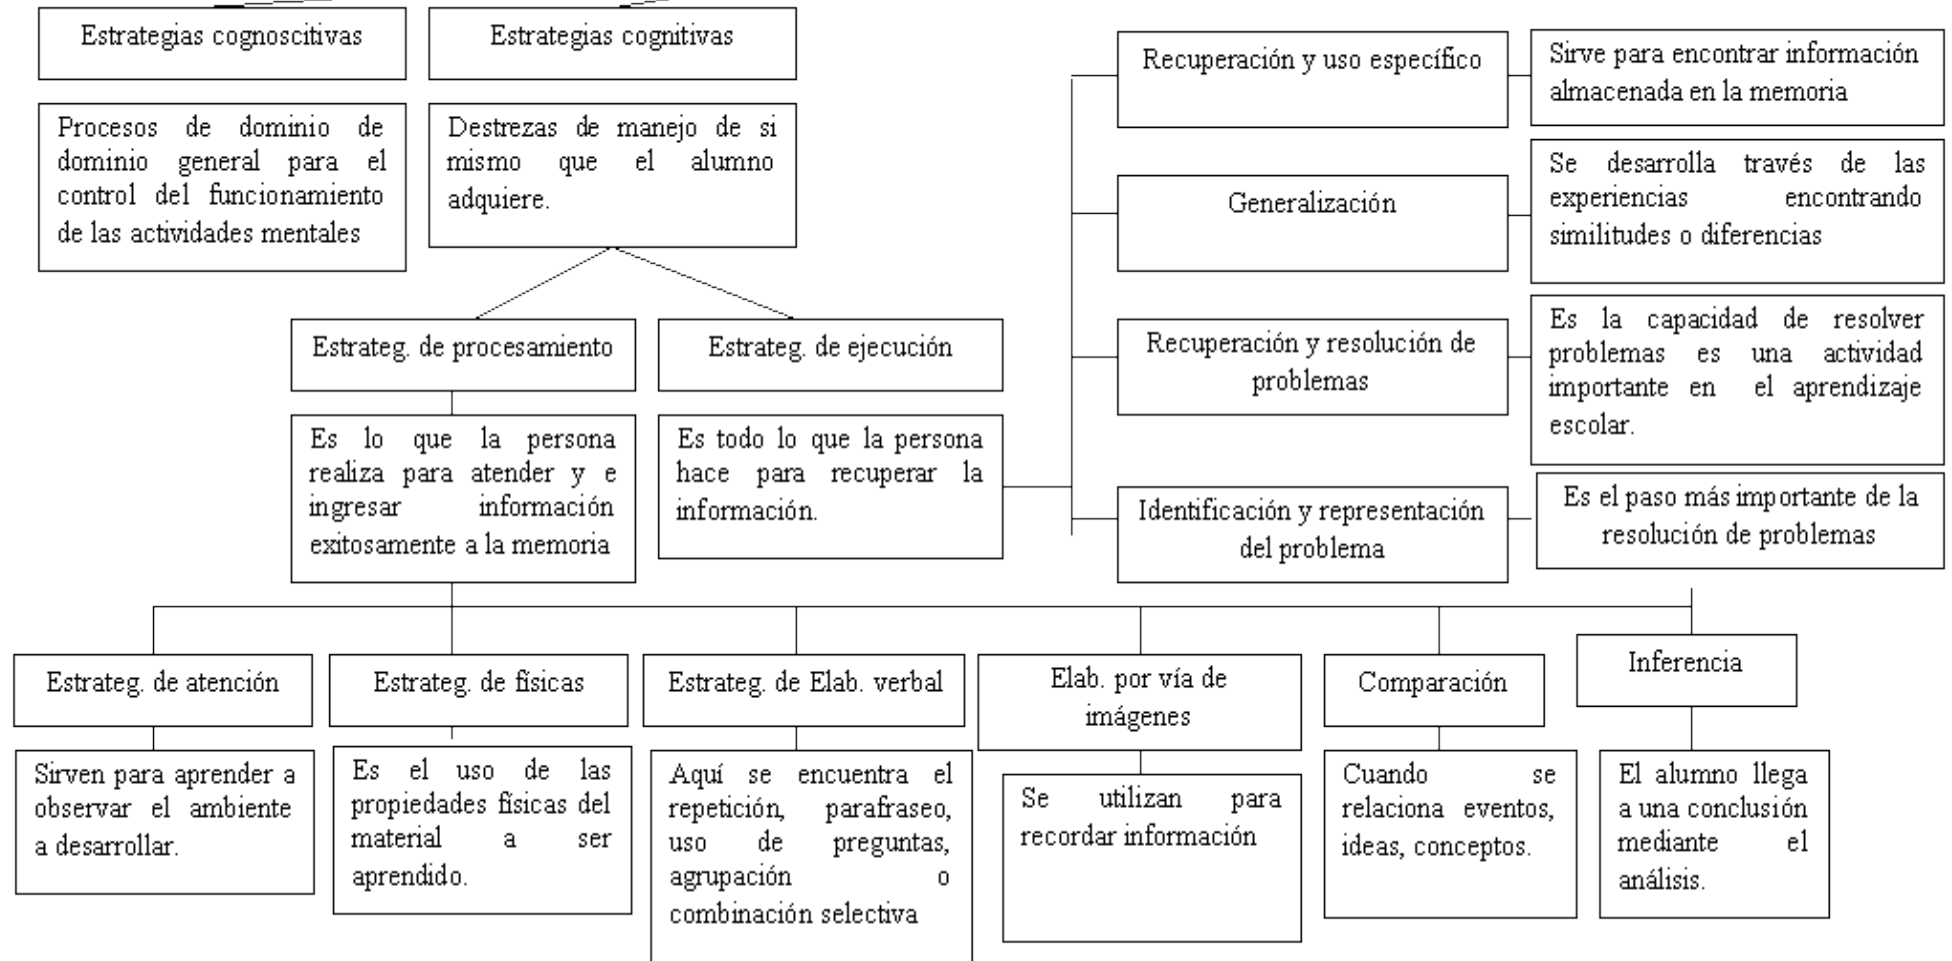 Estrategias cognoscitivas
Estrategias cognitivas
Procesos de dominio de
dominio general para el
control del funcionamiento
de las actividades mentales
Destrezas de manejo de si
mismo que el alumno
adquiere.
Recuperación y uso específico
Sirve para encontrar información
almacenada en la memoria
Generalización
Se desarrolla través de las
experiencias encontrando
similitudes o diferencias
Recuperación y resolución de
problemas
Es la capacidad de resolver
problemas es una actividad
importante en el aprendizaje
escolar.
Identificación y representación
del problema
Es el paso más importante de la
resolución de problemas
Estrateg. de procesamiento
Estrateg. de ejecución
Es lo que la persona
realiza para atender y e
ingresar información
exitosamente a la memoria
Es todo lo que la persona
hace para recuperar la
información.
Estrateg. de atención
Estrateg. de físicas
Estrateg. de Elab. verbal
Elab. por vía de
imágenes
Comparación
Inferencia
Sirven para aprender a
observar el ambiente
a desarrollar.
Es el uso de las
propiedades físicas del
material a ser
aprendido.
Aquí se encuentra el
repetición, parafraseo,
uso de preguntas,
agrupación o
combinación selectiva
Se utilizan para
recordar información
Cuando se
relaciona eventos,
ideas, conceptos.
El alumno llega
a una conclusión
mediante el
análisis.